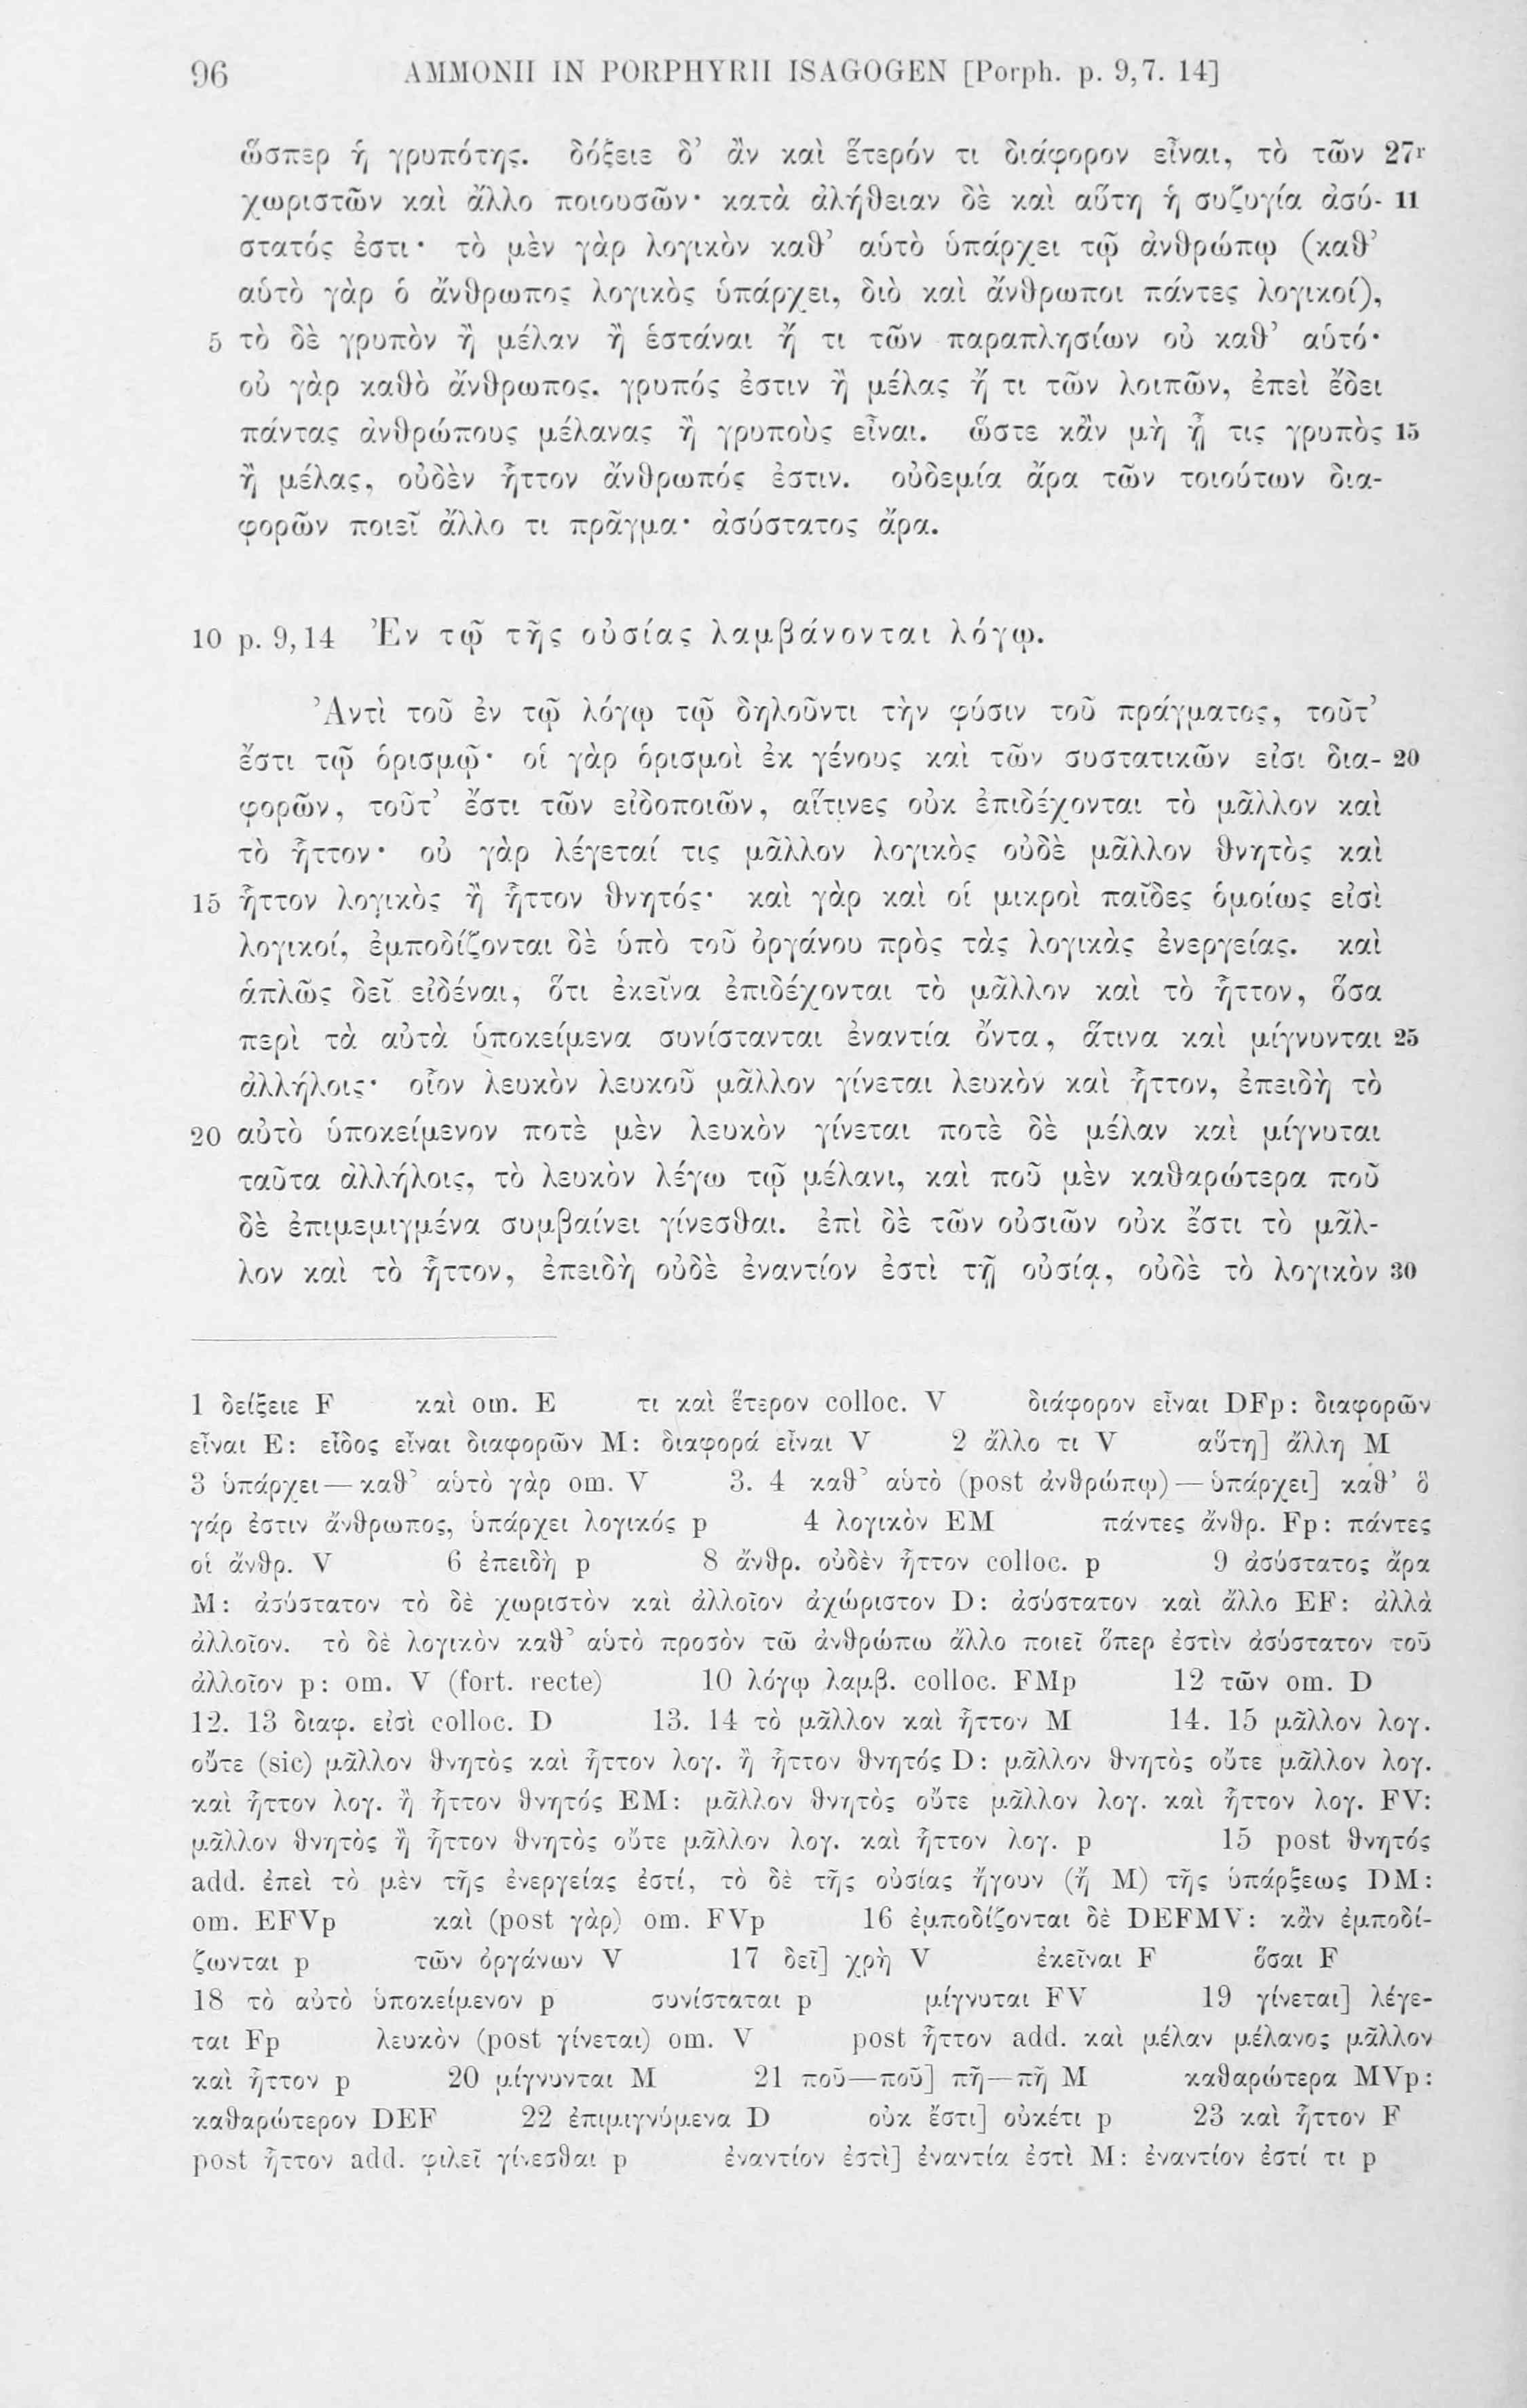 96 AMMONII IN PORPHYRII ISAGOGEN [Porph. p. 9,7. 14]
ὥσπερ ἡ γρυπότης. δόξειε δ’ ἂν καὶ ἕτερόν τι διάφορον εἶναι, τὸ τῶν 27r
χωριστῶν καὶ ἄλλο ποιουσῶν· κατὰ ἀλήθειαν δὲ καὶ αὕτη ἡ συζυγία ἀσύ- 11
στατός ἐστι· τὸ μὲν γὰρ λογικὸν καθ’ αὑτὸ ὑπάρχει τῷ ἀνθρώπῳ (καθ’
αὑτὸ γὰρ ὁ ἄνθρωπος λογικὸς ὑπάρχει, διὸ καὶ ἄνθρωποι πάντες λογικοί),
5 τὸ δὲ γρυπὸν ἢ μέλαν ἢ ἑστάναι ἤ τι τῶν παραπλησίων οὐ καθ’ αὑτό·
οὐ γὰρ καθὸ ἄνθρωπος, γρυπός ἐστιν ἢ μέλας ἤ τι τῶν λοιπῶν, ἐπεὶ ἔδει
πάντας ἀνθρώπους μέλανας ἢ γρυποὺς εἶναι. ὥστε κἂν μὴ ᾖ τις γρυπὸς 15
ἢ μέλας, οὐδὲν ἧττον ἄνθρωπός ἐστιν. οὐδεμία ἄρα τῶν τοιούτων δια-
φορῶν ποιεῖ ἄλλο τι πρᾶγμα· ἀσύστατος ἄρα.
10 p. 9,14 Ἐν τῷ τῆς οὐσίας λαμβάνονται λόγῳ.
Ἀντὶ τοῦ ἐν τῷ λόγῳ τῷ δηλοῦντι τὴν φύσιν τοῦ πράγματος, τοῦτ’
ἔστι τῷ ὁρισμῷ· οἱ γὰρ ὁρισμοὶ ἐκ γένους καὶ τῶν συστατικῶν εἰσι δια- 20
φορῶν, τοῦτ’ ἔστι τῶν εἰδοποιῶν, αἵτινες οὐκ ἐπιδέχονται τὸ μᾶλλον καὶ
τὸ ἧττον· οὐ γὰρ λέγεταί τις μᾶλλον λογικὸς οὐδὲ μᾶλλον θνητὸς καὶ
15 ἧττον λογικὸς ἢ ἧττον θνητός· καὶ γὰρ καὶ οἱ μικροὶ παῖδες ὁμοίως εἰσὶ
λογικοί, ἐμποδίζονται δὲ ὑπὸ τοῦ ὀργάνου πρὸς τὰς λογικὰς ἐνεργείας. καὶ
ἁπλῶς δεῖ εἰδέναι, ὅτι ἐκεῖνα ἐπιδέχονται τὸ μᾶλλον καὶ τὸ ἧττον, ὅσα
περὶ τὰ αὐτὰ ὑποκείμενα συνίστανται ἐναντία ὄντα, ἅτινα καὶ μίγνυνται 25
ἀλλήλοις· οἷον λευκὸν λευκοῦ μᾶλλον γίνεται λευκὸν καὶ ἧττον, ἐπειδὴ τὸ
20 αὐτὸ ὑποκείμενον ποτὲ μὲν λευκὸν γίνεται ποτὲ δὲ μέλαν καὶ μίγνυται
ταῦτα ἀλλήλοις, τὸ λευκὸν λέγω τῷ μέλανι, καὶ ποῦ μὲν καθαρώτερα ποῦ
δὲ ἐπιμεμιγμένα συμβαίνει γίνεσθαι. ἐπὶ δὲ τῶν οὐσιῶν οὐκ ἔστι τὸ μᾶλ-
λον καὶ τὸ ἧττον, ἐπειδὴ οὐδὲ ἐναντίον ἐστὶ τῇ οὐσίᾳ, οὐδὲ τὸ λογικὸν 30
1 δείξειε F καὶ om. E τι καὶ ἕτερον colloc. V διάφορον εἶναι DFp: διαφορῶν
εἶναι E: εἶδος εἶναι διαφορῶν M: διαφορά εἶναι V 2 ἄλλο τι V αὕτη] ἄλλη M
3 ὑπάρχει—καθ’ αὑτὸ γὰρ om. V 3. 4 καθ’ αὑτὸ (post ἀνθρώπῳ)—ὑπάρχει] καθ’ ὃ
γάρ ἐστιν ἄνθρωπος, ὑπάρχει λογικός p 4 λογικὸν EM πάντες ἄνθρ. Fp: πάντες
οἱ ἄνθρ. V 6 ἐπειδὴ p 8 ἄνθρ. οὐδὲν ἧττον colloc. p 9 ἀσύστατος ἄρα
M: ἀσύστατον τὸ δὲ χωριστὸν καὶ ἀλλοῖον ἀχώριστον D: ἀσύστατον καὶ ἄλλο EF: ἀλλὰ
ἀλλοῖον. τὸ δὲ λογικὸν καθ’ αὑτὸ προσὸν τῶ ἀνθρώπω ἄλλο ποιεῖ ὅπερ ἐστὶν ἀσύστατον τοῦ
ἀλλοῖον p: om. V (fort. recte) 10 λόγῳ λαμβ. colloc. FMp 12 τῶν om. D
12. 13 διαφ. εἰσὶ colloc. D 13. 14 τὸ μᾶλλον καὶ ἧττον M 14. 15 μᾶλλον λογ.
οὔτε (sic) μᾶλλον θνητὸς καὶ ἧττον λογ. ἢ ἧττον θνητός D: μᾶλλον θνητὸς οὔτε μᾶλλον λογ.
καὶ ἧττον λογ. ἢ ἧττον θνητός EM: μᾶλλον θνητὸς οὔτε μᾶλλον λογ. καὶ ἧττον λογ. FV:
μᾶλλον θνητὸς ἢ ἧττον θνητὸς οὔτε μᾶλλον λογ. καὶ ἧττον λογ. p 15 post θνητός
add. ἐπεὶ τὸ μὲν τῆς ἐνεργείας ἐστί, τὸ δὲ τῆς οὐσίας ἤγουν (ἤ M) τῆς ὑπάρξεως DM:
om. EFVp καὶ (post γὰρ) om. FVp 16 ἐμποδίζονται δὲ DEFMV: κἂν ἐμποδί-
ζωνται p τῶν ὀργάνων V 17 δεῖ] χρὴ V ἐκεῖναι F ὅσαι F
18 τὸ αὐτὸ ὑποκείμενον p συνίσταται p μίγνυται FV 19 γίνεται] λέγε-
ται Fp λευκὸν (post γίνεται) om. V post ἧττον add. καὶ μέλαν μέλανος μᾶλλον
καὶ ἧττον p 20 μίγνυνται M 21 ποῦ—ποῦ] πῆ—πῆ M καθαρώτερα MVp:
καθαρώτερον DEF 22 ἐπιμιγνύμενα D οὐκ ἔστι] οὐκέτι p 23 καὶ ἧττον F
post ἧττον add. φιλεῖ γίνεσθαι p ἐναντίον ἐστὶ] ἐναντία ἐστὶ M: ἐναντίον ἐστί τι p